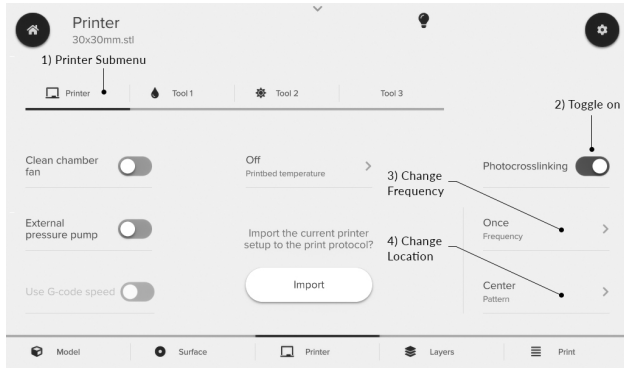 Printer
30x30mm.stl
1) Printer Submenu
Printer
Tool 1
Tool 2
Tool 3
2) Toggle on
Clean chamber
fan
Off
Printbed temperature
Photocrosslinking
3) Change
Frequency
External
pressure pump
Import the current printer
setup to the print protocol?
Once
Frequency
4) Change
Location
Use G-code speed
Import
Center
Pattern
Model
Surface
Printer
Layers
Print